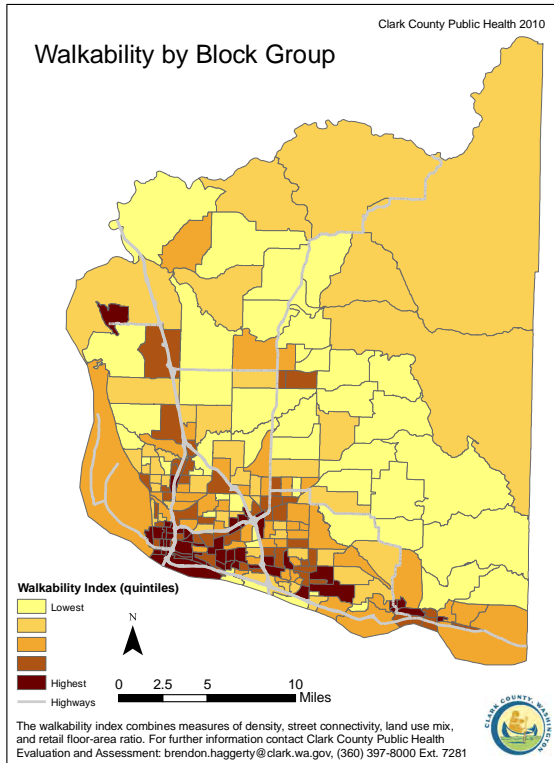 Clark County Public Health 2010
Walkability by Block Group
Walkability Index (quintiles)
Lowest
Highest
Highways
N
0 2.5 5 10
Miles
The walkability index combines measures of density, street connectivity, land use mix,
and retail floor-area ratio. For further information contact Clark County Public Health
Evaluation and Assessment: brendon.haggerty@clark.wa.gov, (360) 397-8000 Ext. 7281
CLARK COUNTY, WASHINGTON